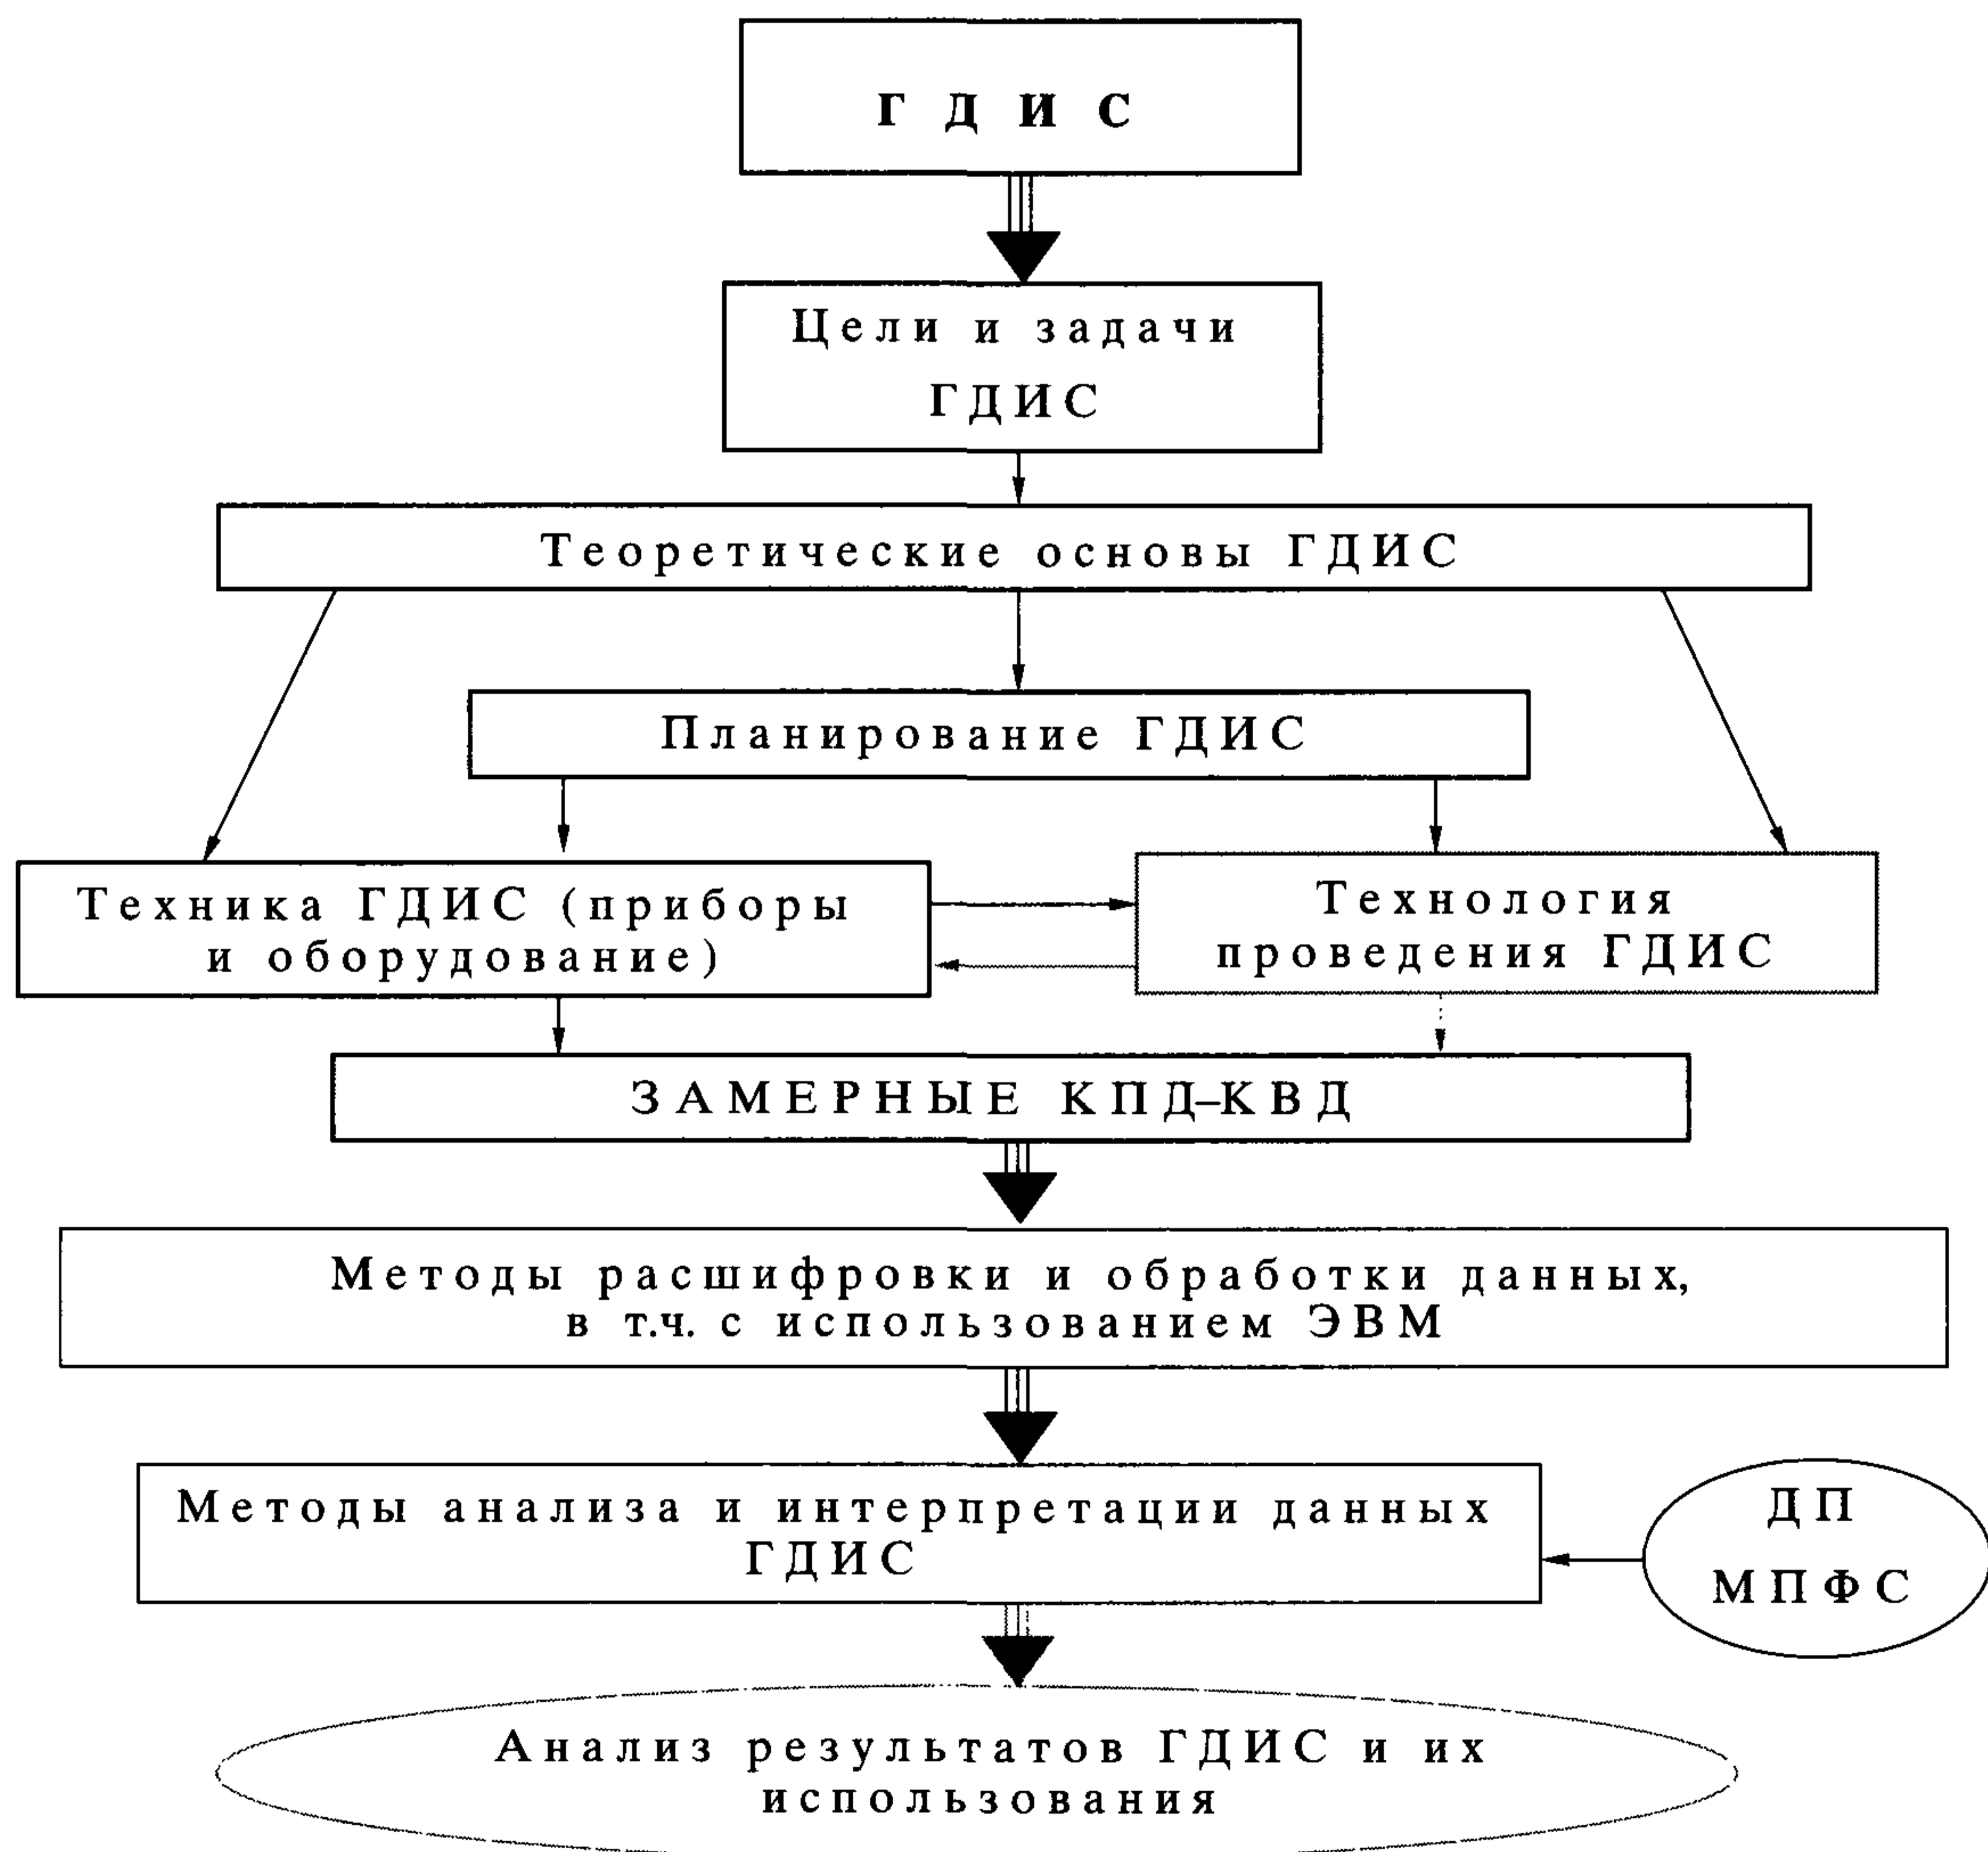 ГДИС
Цели и задачи
ГДИС
Теоретические основы ГДИС
Планирование ГДИС
Техника ГДИС (приборы
и оборудование)
Технология
проведения ГДИС
ЗАМЕРНЫЕ КПД–КВД
Методы расшифровки и обработки данных,
в т.ч. с использованием ЭВМ
Методы анализа и интерпретации данных
ГДИС
ДП
МПФС
Анализ результатов ГДИС и их
использования